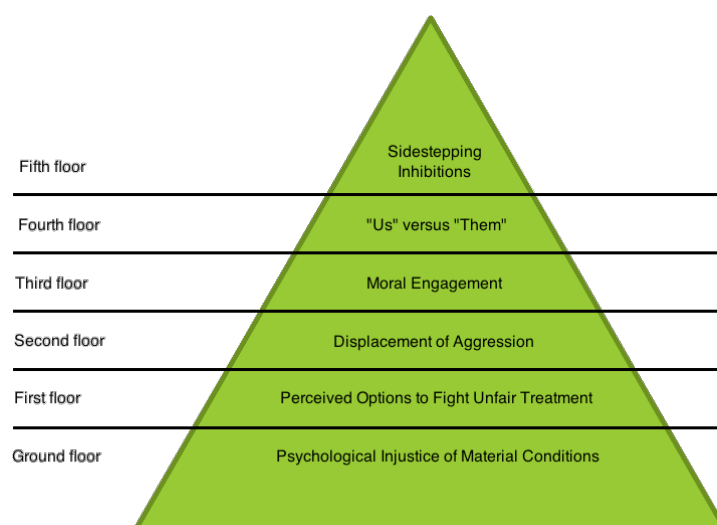 Fifth floor
Sidestepping
Inhibitions
Fourth floor
"Us" versus "Them"
Third floor
Moral Engagement
Second floor
Displacement of Aggression
First floor
Perceived Options to Fight Unfair Treatment
Ground floor
Psychological Injustice of Material Conditions